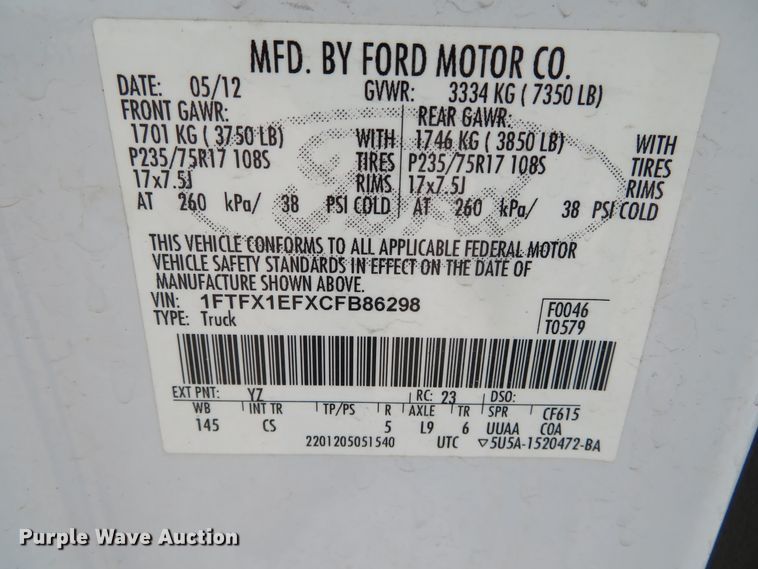 MFD. BY FORD MOTOR CO.
DATE: 05/12 GVWR: 3334 KG ( 7350 LB)
FRONT GAWR: REAR GAWR:
1701 KG ( 3750 LB) WITH 1746 KG ( 3850 LB) WITH
P235/75R17 108S TIRES P235/75R17 108S TIRES
17x7.5J RIMS 17x7.5J RIMS
AT 260 kPa/ 38 PSI COLD AT 260 kPa/ 38 PSI COLD
THIS VEHICLE CONFORMS TO ALL APPLICABLE FEDERAL MOTOR
VEHICLE SAFETY STANDARDS IN EFFECT ON THE DATE OF
MANUFACTURE SHOWN ABOVE.
VIN: 1FTFX1EFXCFB86298 F0046
TYPE: Truck T0579
EXT PNT: YZ RC: 23 DSO:
WB INT TR TP/PS R AXLE TR SPR CF615
145 CS 5 L9 6 UUAA COA
2201205051540 UTC ▽5U5A-1520472-BA
Ford
Purple Wave Auction